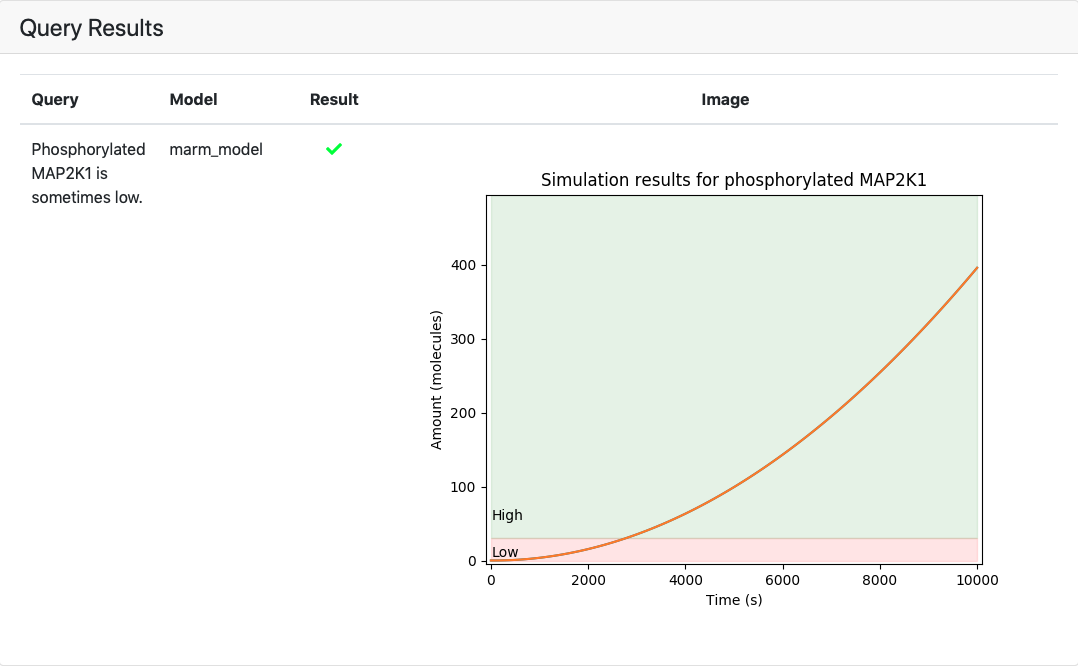 Query Results
Query Model Result Image
Phosphorylated marm_model
MAP2K1 is
sometimes low.
Simulation results for phosphorylated MAP2K1
400
300
200
100
0
Amount (molecules)
High
Low
0 2000 4000 6000 8000 10000
Time (s)